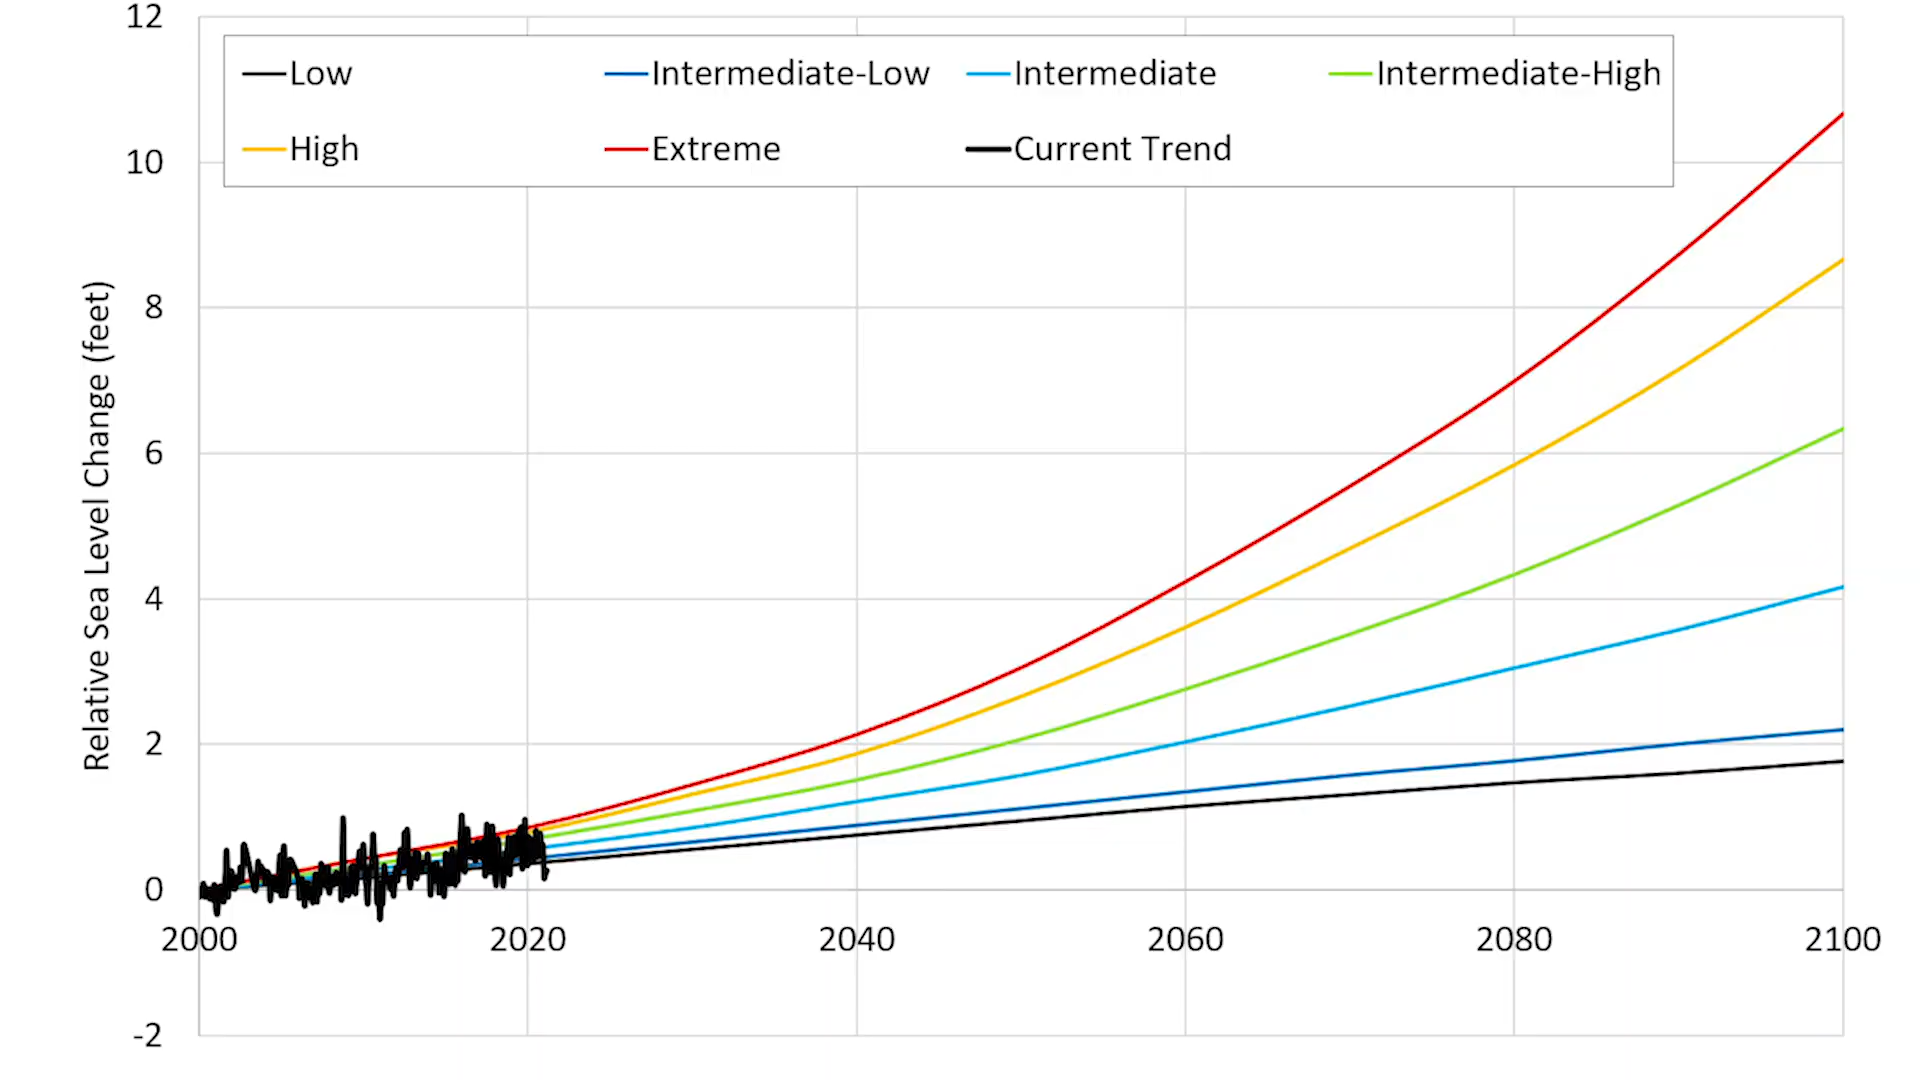 12
Low Intermediate-Low Intermediate Intermediate-High
High Extreme Current Trend
10
8
6
4
2
0
-2
Relative Sea Level Change (feet)
2000 2020 2040 2060 2080 2100